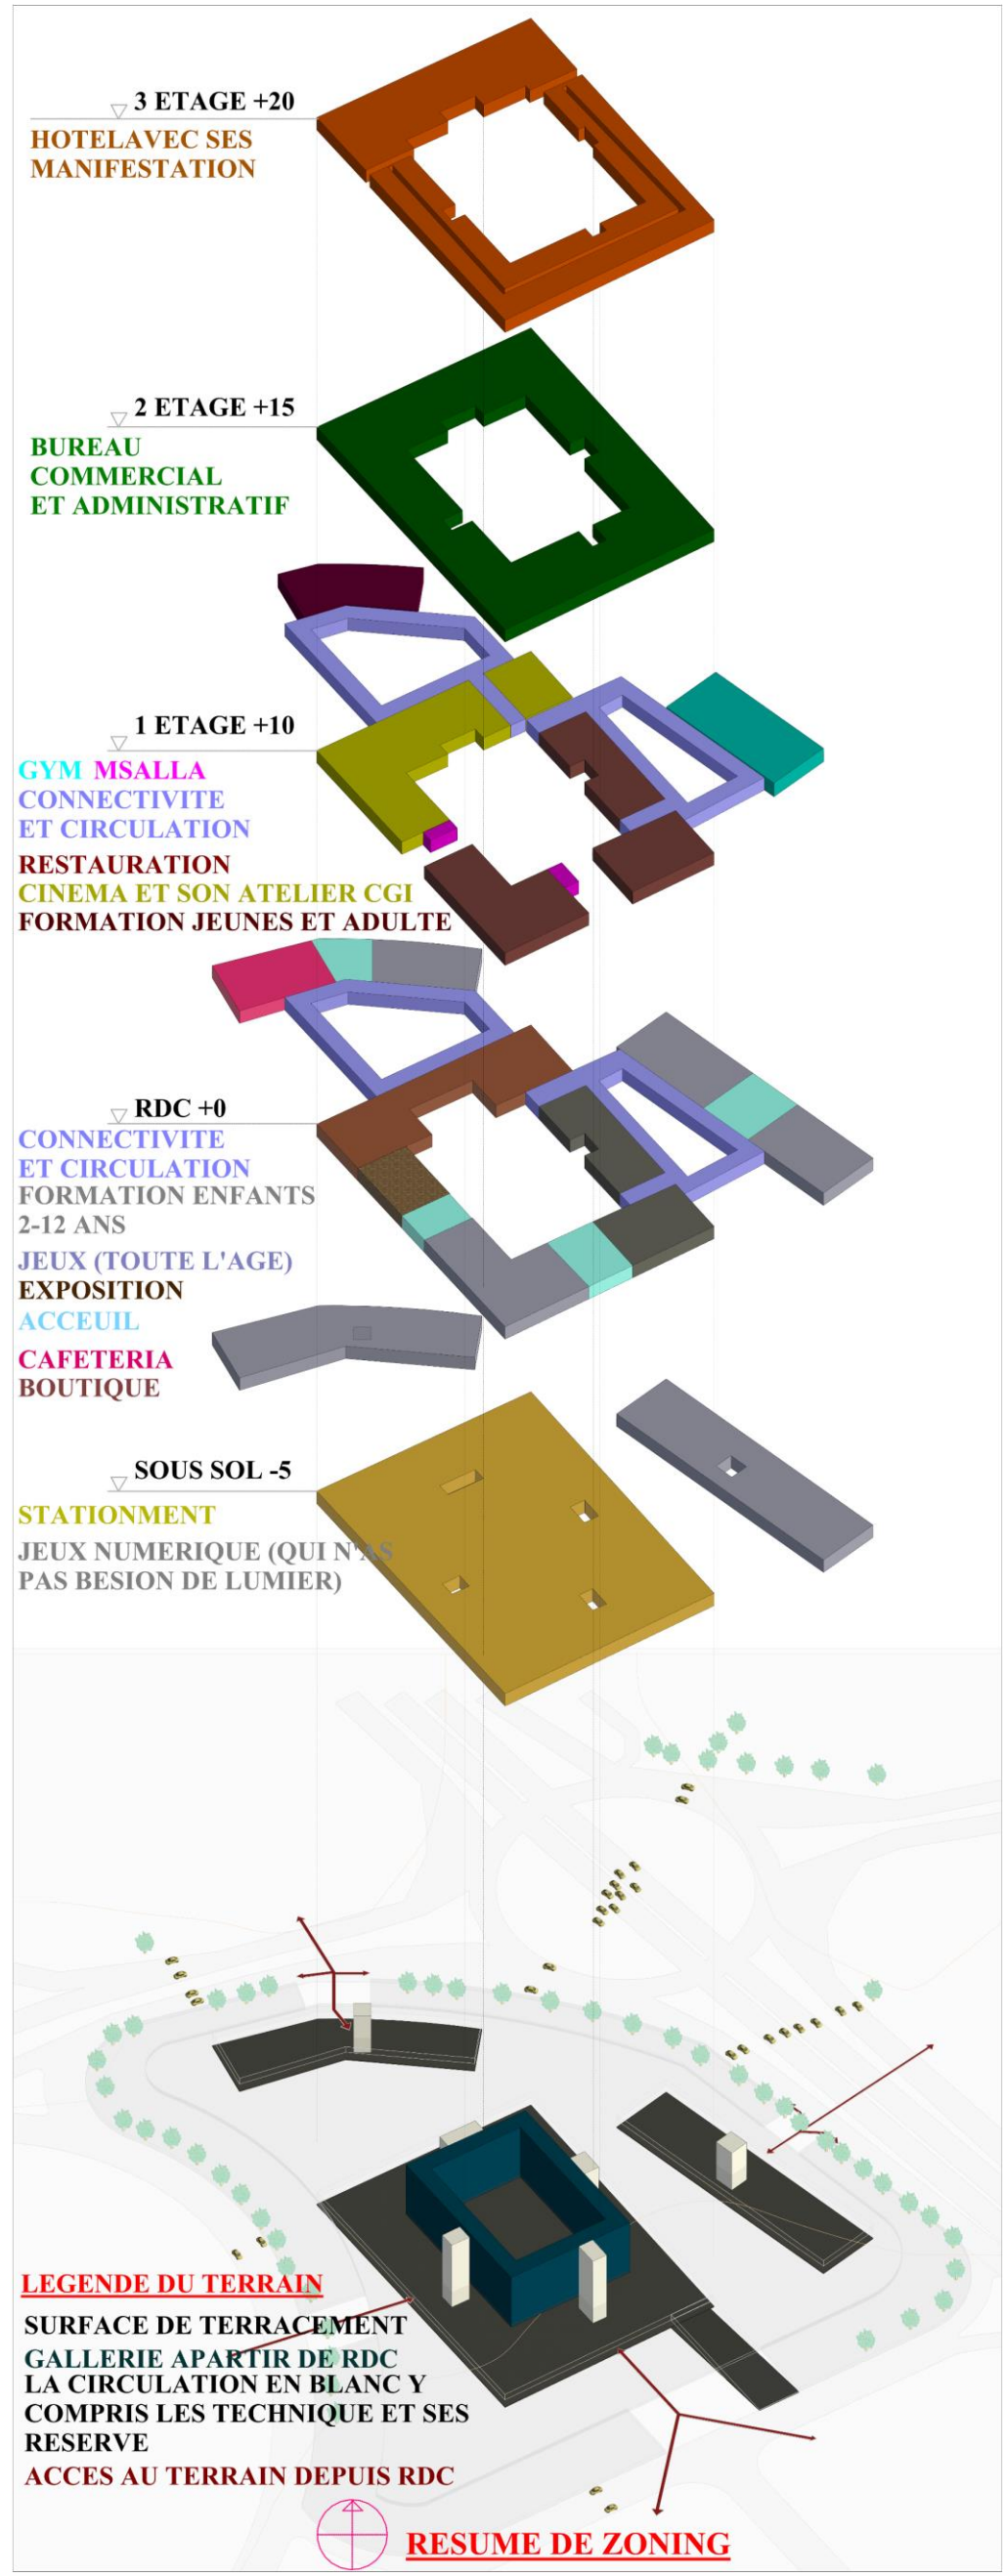 3 ETAGE +20
HOTELAVEC SES
MANIFESTATION
2 ETAGE +15
BUREAU
COMMERCIAL
ET ADMINISTRATIF
1 ETAGE +10
GYM MSALLA
CONNECTIVITE
ET CIRCULATION
RESTAURATION
CINEMA ET SON ATELIER CGI
FORMATION JEUNES ET ADULTE
RDC +0
CONNECTIVITE
ET CIRCULATION
FORMATION ENFANTS
2-12 ANS
JEUX (TOUTE L'AGE)
EXPOSITION
ACCEUIL
CAFETERIA
BOUTIQUE
SOUS SOL -5
STATIONMENT
JEUX NUMERIQUE (QUI N'AS
PAS BESION DE LUMIER)
LEGENDE DU TERRAIN
SURFACE DE TERRACEMENT
GALLERIE APARTIR DE RDC
LA CIRCULATION EN BLANC Y
COMPRIS LES TECHNIQUE ET SES
RESERVE
ACCES AU TERRAIN DEPUIS RDC
RESUME DE ZONING